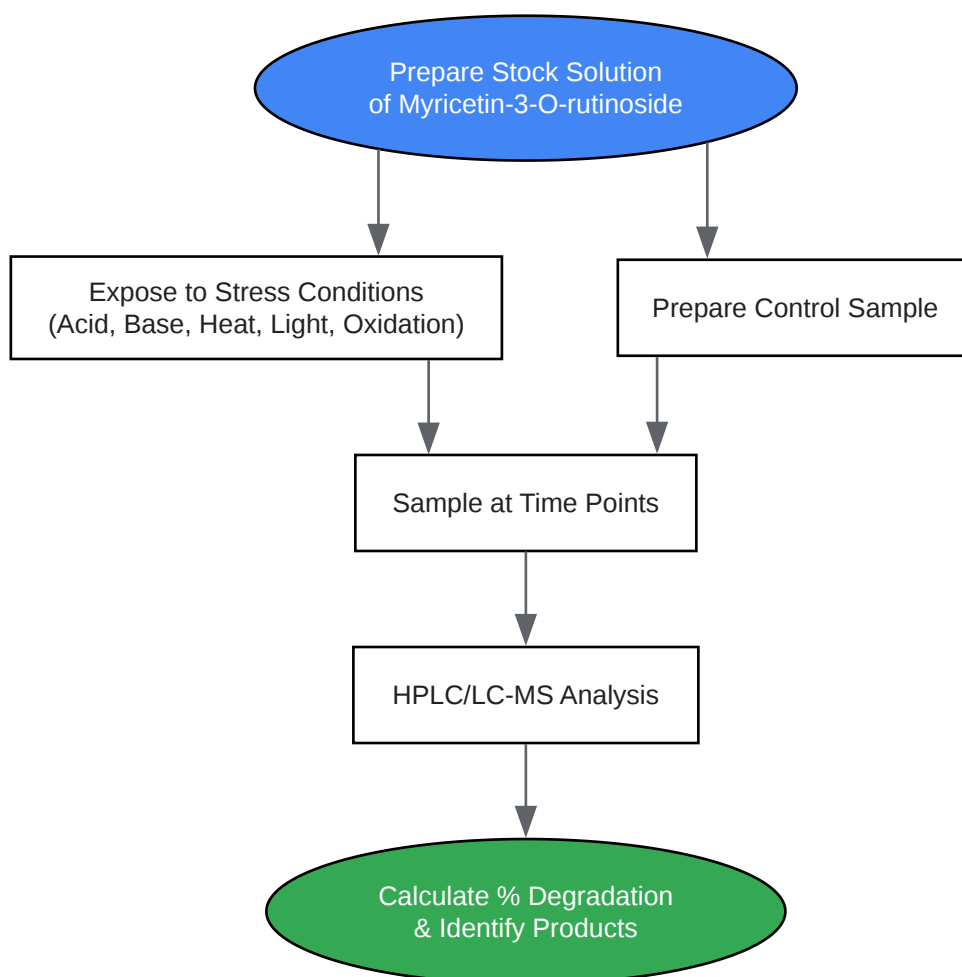 Prepare Stock Solution
of Myricetin-3-O-rutinoside
Expose to Stress Conditions
(Acid, Base, Heat, Light, Oxidation)
Prepare Control Sample
Sample at Time Points
HPLC/LC-MS Analysis
Calculate % Degradation
& Identify Products